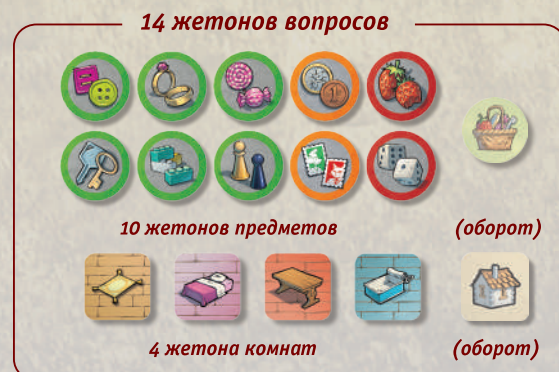 14 жетонов вопросов
10 жетонов предметов
(оборот)
4 жетона комнат
(оборот)